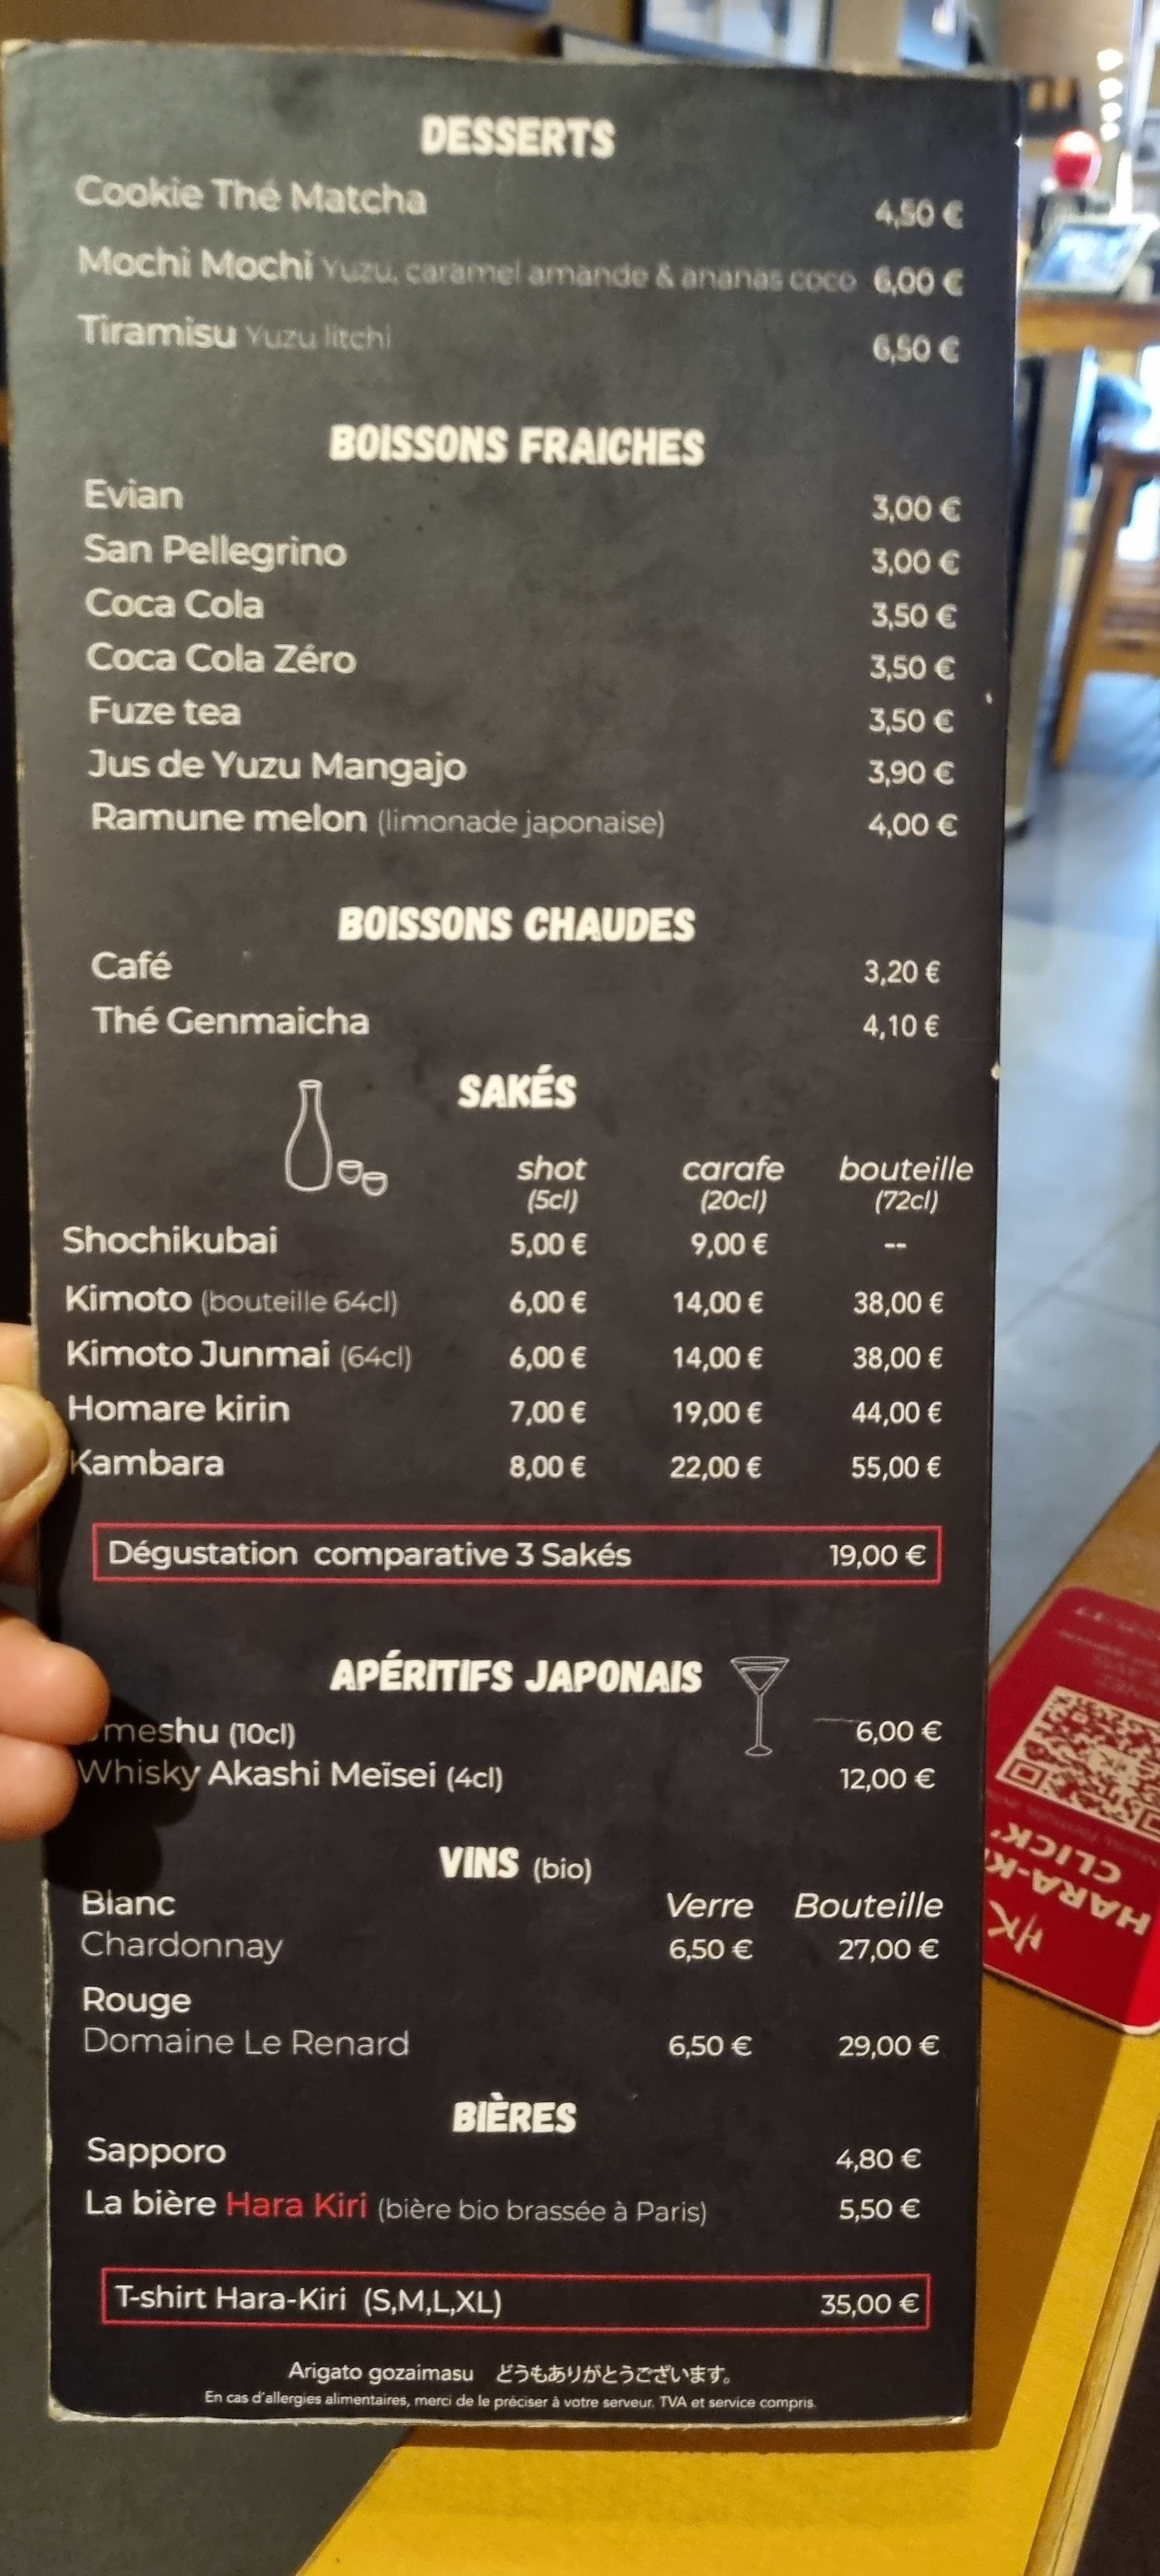 DESSERTS
Cookie Thé Matcha 4,50 €
Mochi Mochi Yuzu, caramel amande & ananas coco 6,00 €
Tiramisu Yuzu litchi 6,50 €
BOISSONS FRAICHES
Evian 3,00 €
San Pellegrino 3,00 €
Coca Cola 3,50 €
Coca Cola Zéro 3,50 €
Fuze tea 3,50 €
Jus de Yuzu Mangajo 3,90 €
Ramune melon (limonade japonaise) 4,00 €
BOISSONS CHAUDES
Café 3,20 €
Thé Genmaicha 4,10 €
SAKÉS
shot carafe bouteille
(5cl) (20cl) (72cl)
Shochikubai 5,00 € 9,00 € --
Kimoto (bouteille 64cl) 6,00 € 14,00 € 38,00 €
Kimoto Junmai (64cl) 6,00 € 14,00 € 38,00 €
Homare kirin 7,00 € 19,00 € 44,00 €
Kambara 8,00 € 22,00 € 55,00 €
Dégustation comparative 3 Sakés 19,00 €
APÉRITIFS JAPONAIS
meshu (10cl) 6,00 €
Whisky Akashi Meïsei (4cl) 12,00 €
VINS (bio)
Blanc Verre Bouteille
Chardonnay 6,50 € 27,00 €
Rouge
Domaine Le Renard 6,50 € 29,00 €
BIÈRES
Sapporo 4,80 €
La bière Hara Kiri (bière bio brassée à Paris) 5,50 €
T-shirt Hara-Kiri (S,M,L,XL) 35,00 €
Arigato gozaimasu どうもありがとうございます。
En cas d'allergies alimentaires, merci de le préciser à votre serveur. TVA et service compris.
HK
HARA-K
CLICK'